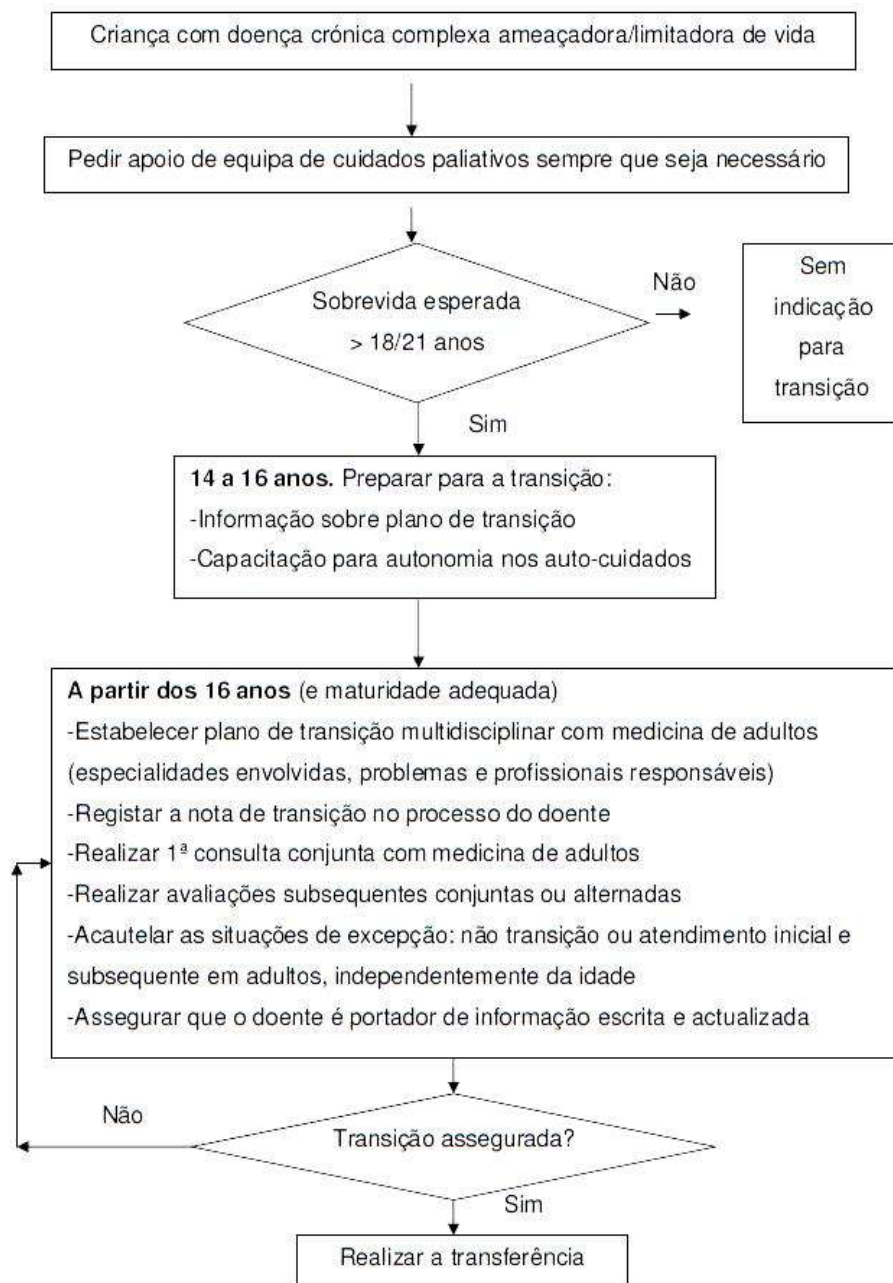 Criança com doença crónica complexa ameaçadora/limitadora de vida
Pedir apoio de equipa de cuidados paliativos sempre que seja necessário
Sobrevida esperada
> 18/21 anos
Não
Sem
indicação
para
transição
Sim
14 a 16 anos. Preparar para a transição:
-Informação sobre plano de transição
-Capacitação para autonomia nos auto-cuidados
A partir dos 16 anos (e maturidade adequada)
-Estabelecer plano de transição multidisciplinar com medicina de adultos
(especialidades envolvidas, problemas e profissionais responsáveis)
-Registar a nota de transição no processo do doente
-Realizar 1ª consulta conjunta com medicina de adultos
-Realizar avaliações subsequentes conjuntas ou alternadas
-Acautelar as situações de excepção: não transição ou atendimento inicial e
subsequente em adultos, independentemente da idade
-Assegurar que o doente é portador de informação escrita e actualizada
Não
Transição assegurada?
Sim
Realizar a transferência